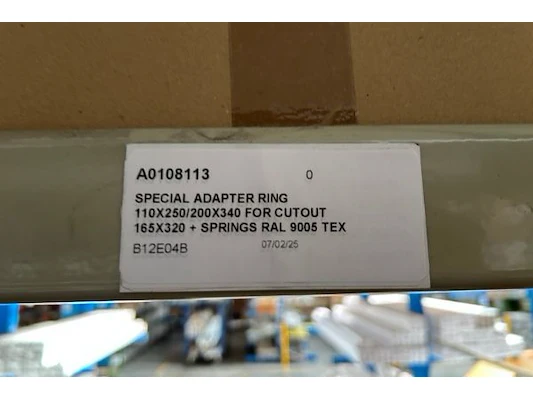 A0108113 0
SPECIAL ADAPTER RING
110X250/200X340 FOR CUTOUT
165X320 + SPRINGS RAL 9005 TEX
B12E04B 07/02/25